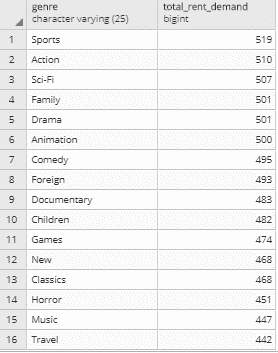 genre total_rent_demand
character varying (25) bigint
1 Sports 519
2 Action 510
3 Sci-Fi 507
4 Family 501
5 Drama 501
6 Animation 500
7 Comedy 495
8 Foreign 493
9 Documentary 483
10 Children 482
11 Games 474
12 New 468
13 Classics 468
14 Horror 451
15 Music 447
16 Travel 442